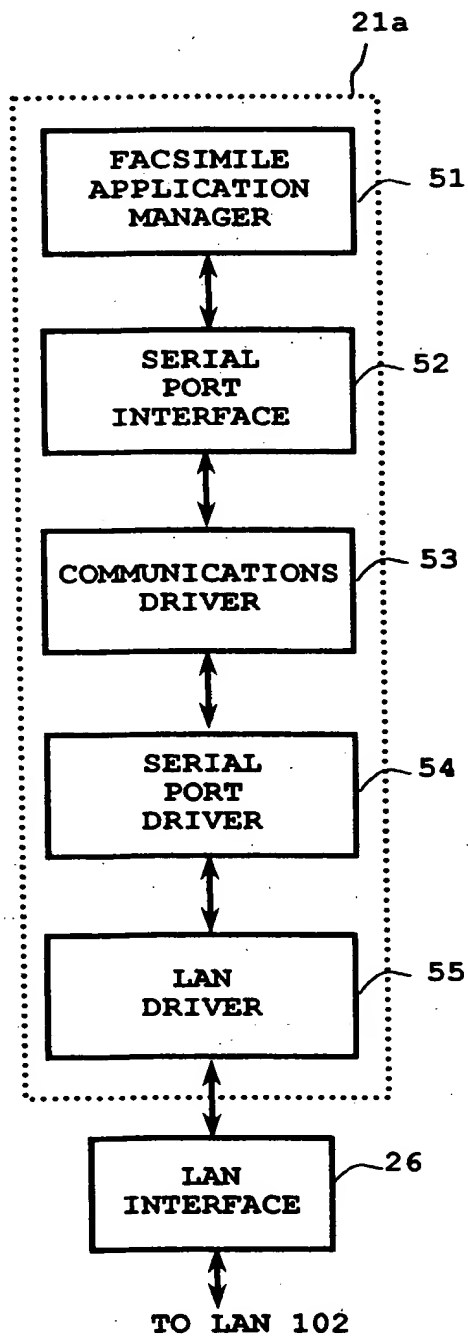 21a
FACSIMILE
APPLICATION
MANAGER
51
SERIAL
PORT
INTERFACE
52
COMMUNICATIONS
DRIVER
53
SERIAL
PORT
DRIVER
54
LAN
DRIVER
55
LAN
INTERFACE
26
TO LAN 102